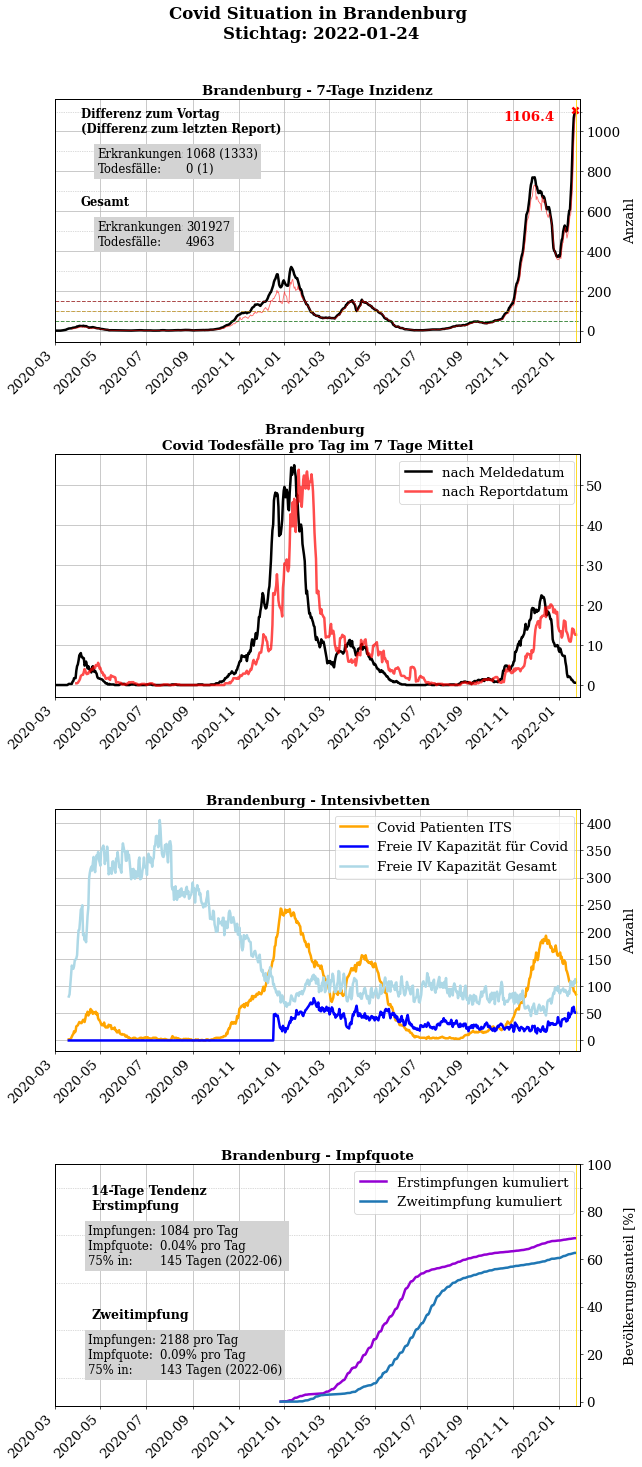 Covid Situation in Brandenburg
Stichtag: 2022-01-24
Brandenburg - 7-Tage Inzidenz
Differenz zum Vortag
(Differenz zum letzten Report)
Erkrankungen 1068 (1333)
Todesfälle: 0 (1)
Gesamt
Erkrankungen 301927
Todesfälle: 4963
1106.4
1000
800
600
400
200
0
Anzahl
2020-03 2020-05 2020-07 2020-09 2020-11 2021-01 2021-03 2021-05 2021-07 2021-09 2021-11 2022-01
Brandenburg
Covid Todesfälle pro Tag im 7 Tage Mittel
nach Meldedatum
nach Reportdatum
50
40
30
20
10
0
2020-03 2020-05 2020-07 2020-09 2020-11 2021-01 2021-03 2021-05 2021-07 2021-09 2021-11 2022-01
Brandenburg - Intensivbetten
Covid Patienten ITS
Freie IV Kapazität für Covid
Freie IV Kapazität Gesamt
400
350
300
250
200
150
100
50
0
Anzahl
2020-03 2020-05 2020-07 2020-09 2020-11 2021-01 2021-03 2021-05 2021-07 2021-09 2021-11 2022-01
Brandenburg - Impfquote
14-Tage Tendenz
Erstimpfung
Impfungen: 1084 pro Tag
Impfquote: 0.04% pro Tag
75% in: 145 Tagen (2022-06)
Zweitimpfung
Impfungen: 2188 pro Tag
Impfquote: 0.09% pro Tag
75% in: 143 Tagen (2022-06)
Erstimpfungen kumuliert
Zweitimpfung kumuliert
100
80
60
40
20
0
Bevölkerungsanteil [%]
2020-03 2020-05 2020-07 2020-09 2020-11 2021-01 2021-03 2021-05 2021-07 2021-09 2021-11 2022-01